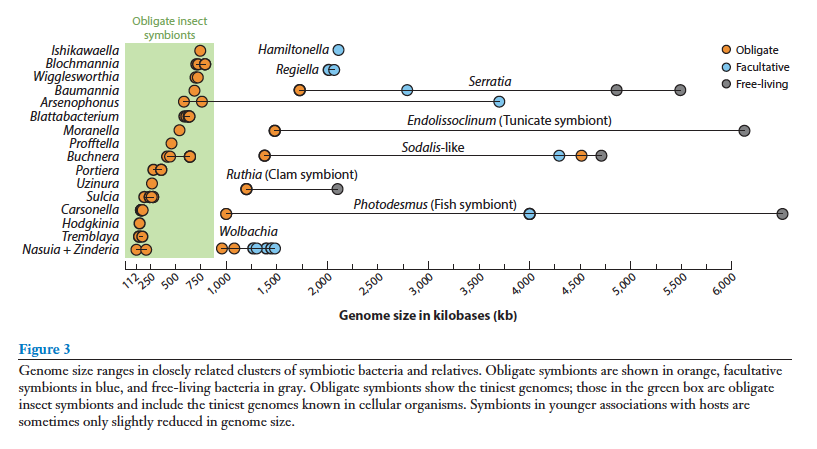 Obligate insect
symbionts
Ishikawaella
Blochmannia
Wigglesworthia
Baumannia
Arsenophonus
Blattabacterium
Moranella
Profftella
Buchnera
Portiera
Uzinura
Sulcia
Carsonella
Hodgkinia
Tremblaya
Nasuia + Zinderia
Hamiltonella
Regiella
Serratia
Endolissoclinum (Tunicate symbiont)
Sodalis-like
Ruthia (Clam symbiont)
Photodesmus (Fish symbiont)
Wolbachia
Obligate
Facultative
Free-living
112 250 500 750 1,000 1,500 2,000 2,500 3,000 3,500 4,000 4,500 5,000 5,500 6,000
Genome size in kilobases (kb)
Figure 3
Genome size ranges in closely related clusters of symbiotic bacteria and relatives. Obligate symbionts are shown in orange, facultative
symbionts in blue, and free-living bacteria in gray. Obligate symbionts show the tiniest genomes; those in the green box are obligate
insect symbionts and include the tiniest genomes known in cellular organisms. Symbionts in younger associations with hosts are
sometimes only slightly reduced in genome size.